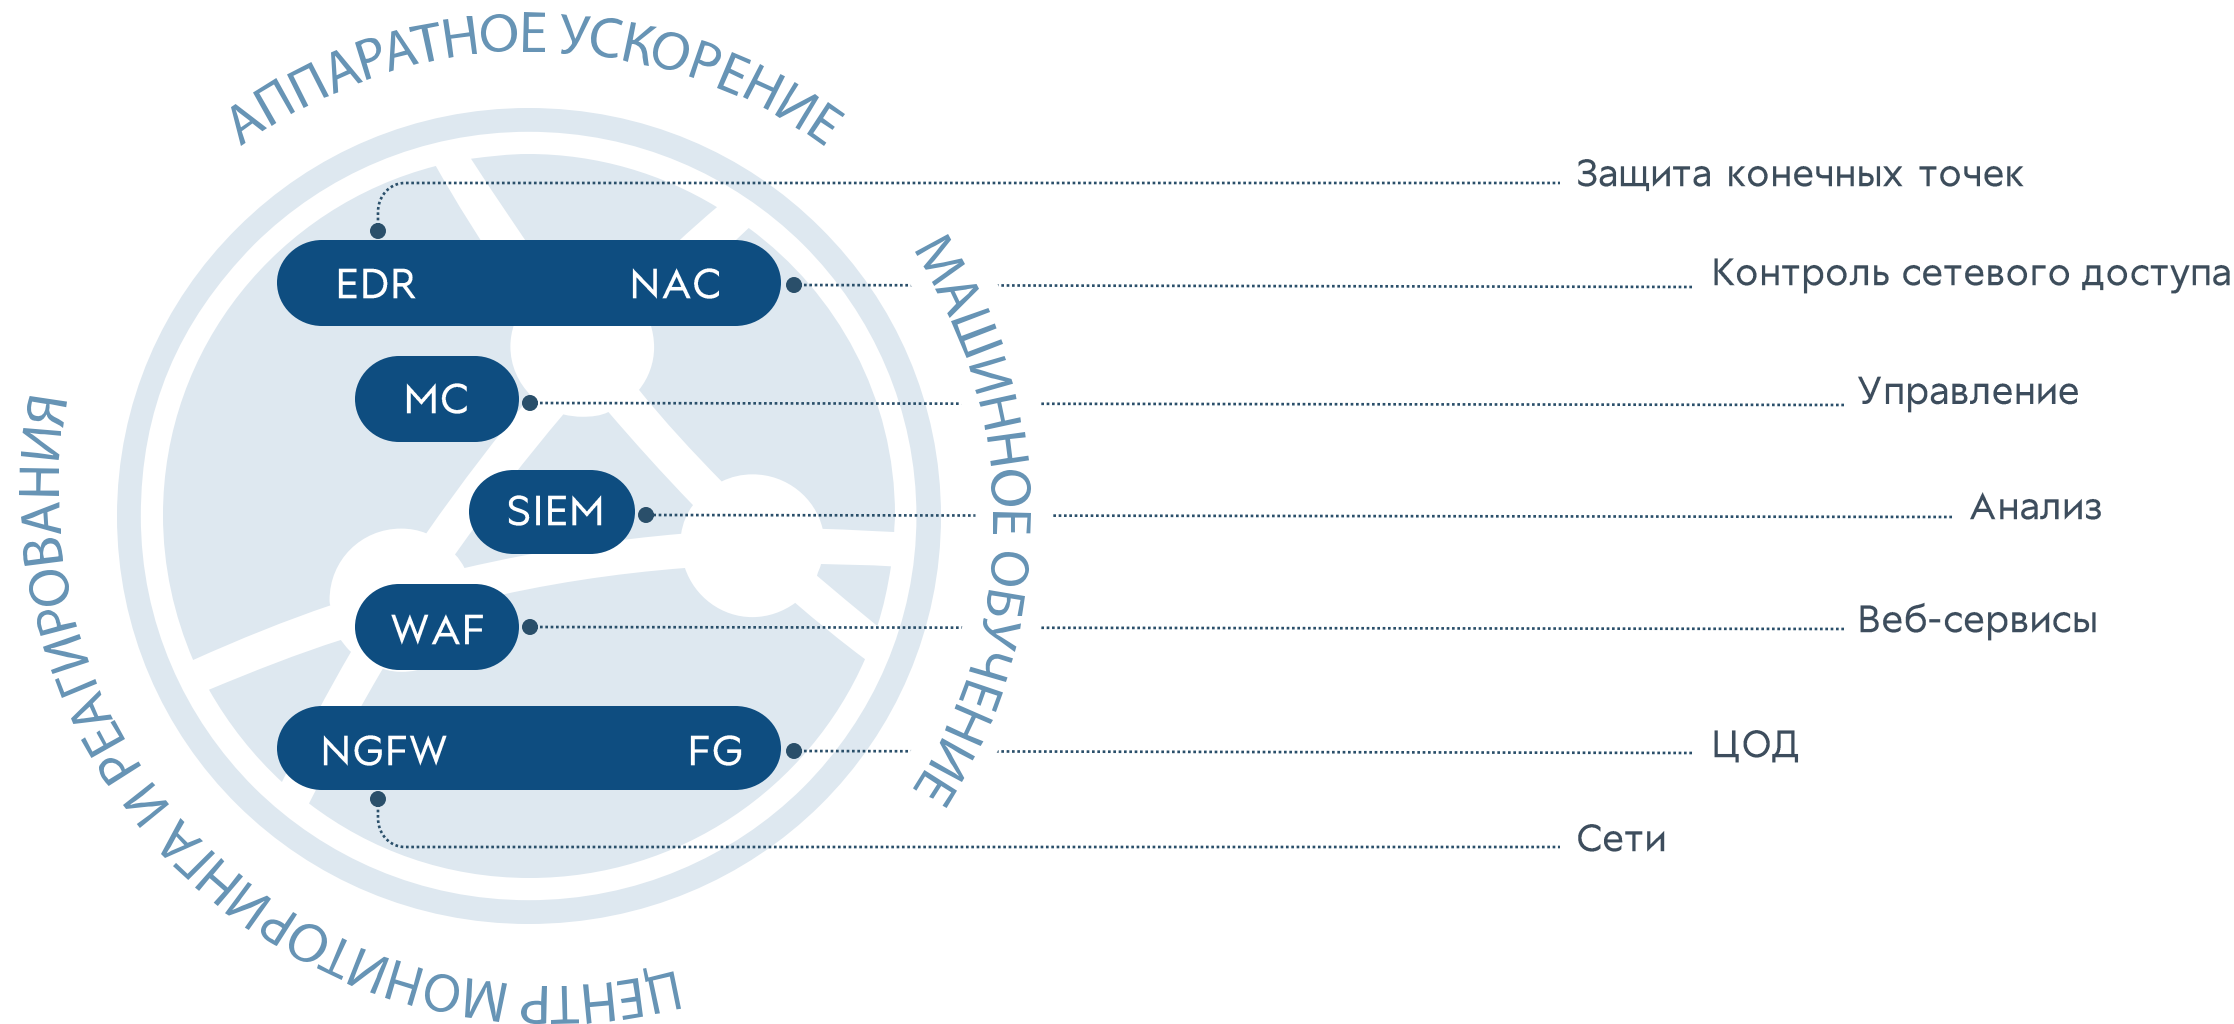 АППАРАТНОЕ УСКОРЕНИЕ
МАШИННОЕ ОБУЧЕНИЕ
ЦЕНТР МОНИТОРИНГА И РЕАГИРОВАНИЯ
Защита конечных точек
EDR NAC
Контроль сетевого доступа
MC
Управление
SIEM
Анализ
WAF
Веб-сервисы
NGFW FG
ЦОД
Сети